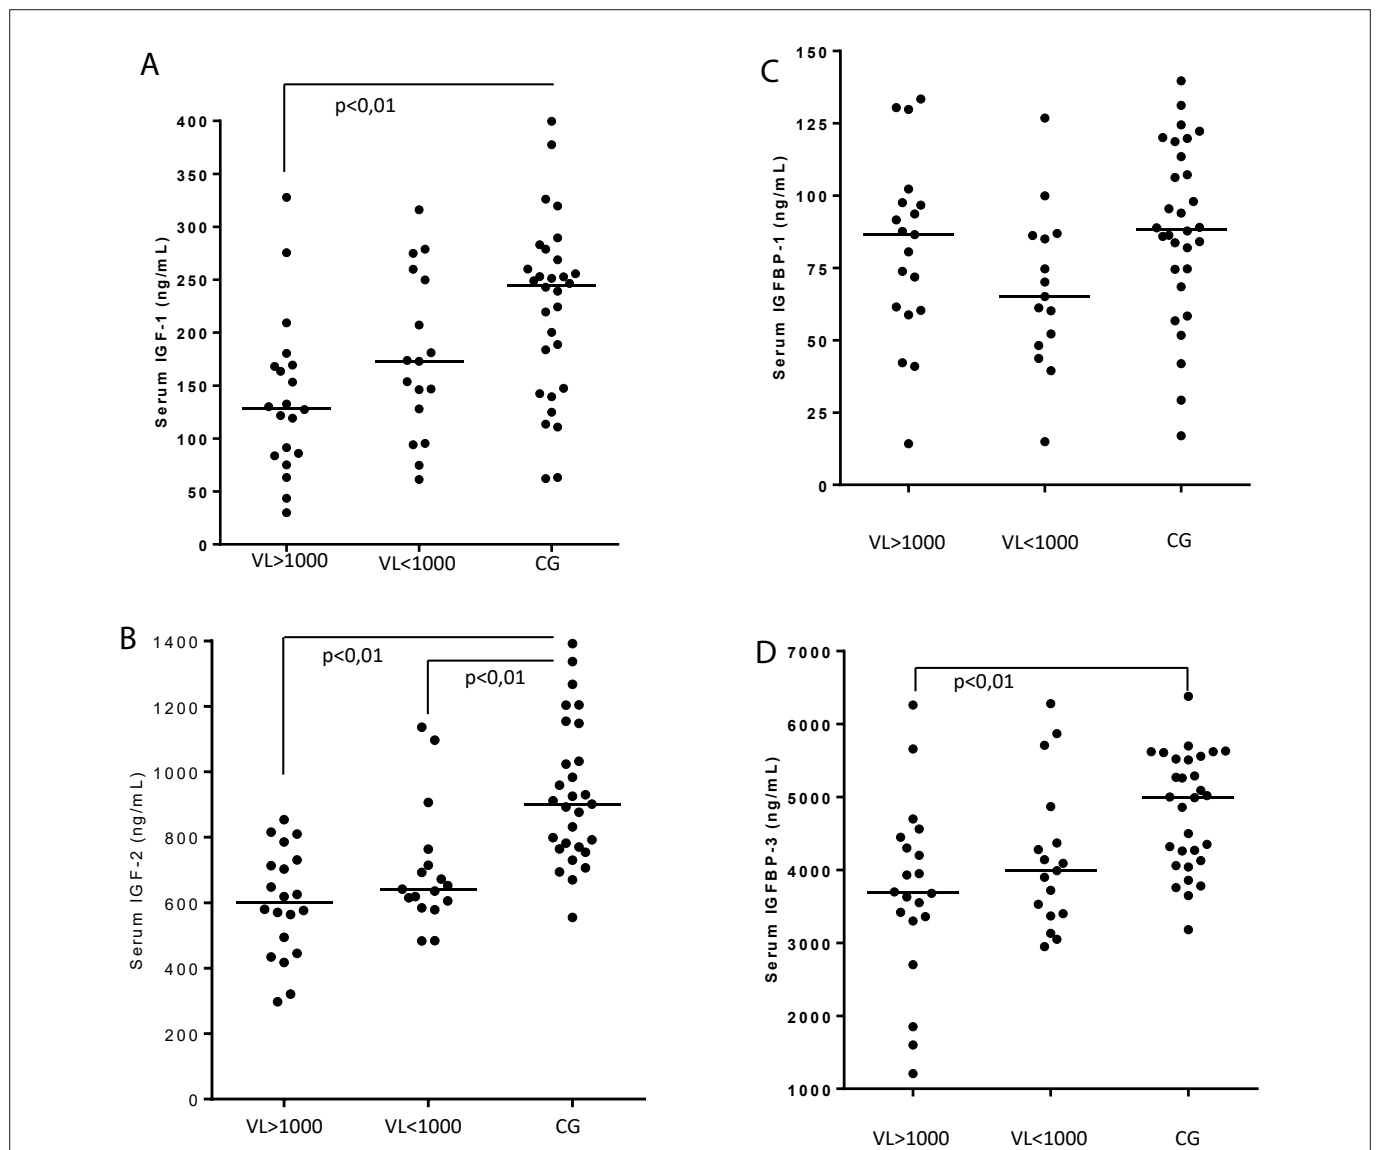 A
p<0,01
400
350
300
250
200
150
100
50
0
Serum IGF-1 (ng/mL)
VL>1000 VL<1000 CG
C
150
125
100
75
50
25
0
Serum IGFBP-1 (ng/mL)
VL>1000 VL<1000 CG
B
p<0,01
p<0,01
1400
1200
1000
800
600
400
200
0
Serum IGF-2 (ng/mL)
VL>1000 VL<1000 CG
D
p<0,01
7000
6000
5000
4000
3000
2000
1000
Serum IGFBP-3 (ng/mL)
VL>1000 VL<1000 CG